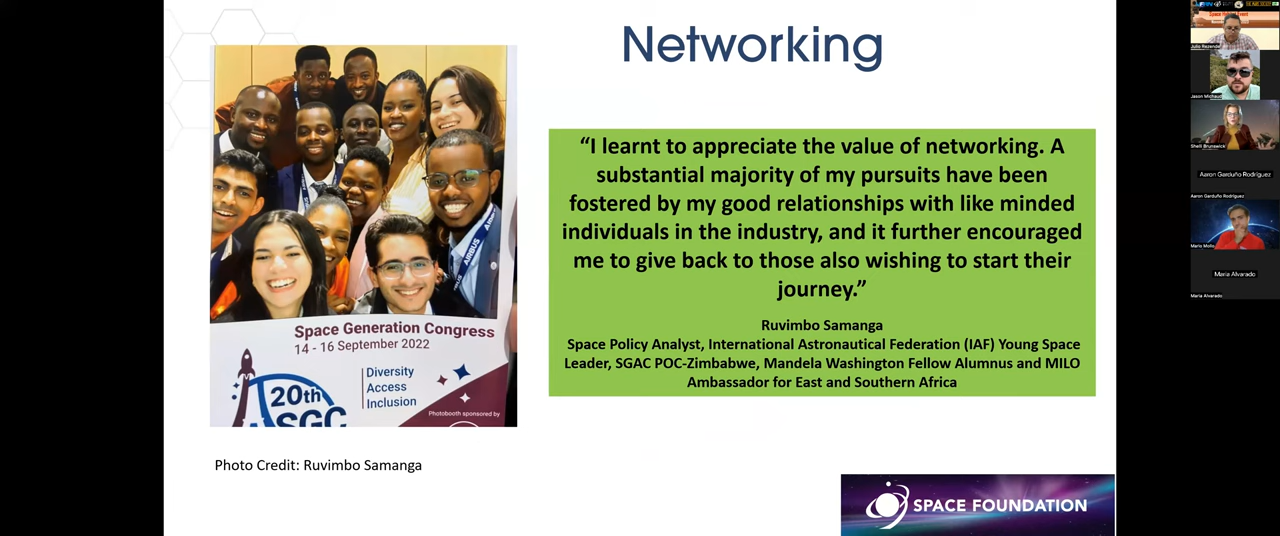 Networking
“I learnt to appreciate the value of networking. A
substantial majority of my pursuits have been
fostered by my good relationships with like minded
individuals in the industry, and it further encouraged
me to give back to those also wishing to start their
journey.”
Ruvimbo Samanga
Space Policy Analyst, International Astronautical Federation (IAF) Young Space
Leader, SGAC POC-Zimbabwe, Mandela Washington Fellow Alumnus and MILO
Ambassador for East and Southern Africa
AIRBUS
Space Generation Congress
14 - 16 September 2022
Diversity
Access
Inclusion
20th
SGC
Photobooth sponsored by
Photo Credit: Ruvimbo Samanga
SPACE FOUNDATION
Julio Rezende
Jason Michaud
Shelli Brunswick
Aaron Garduño Rodríguez
Aaron Garduño Rodríguez
Mario Mollo
Maria Alvarado
Maria Alvarado